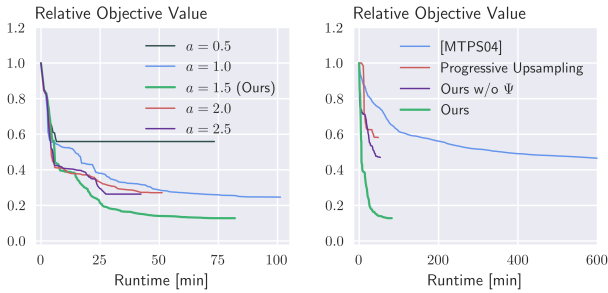 Relative Objective Value
1.2
1.0
0.8
0.6
0.4
0.2
0.0
a = 0.5
a = 1.0
a = 1.5 (Ours)
a = 2.0
a = 2.5
0
25
50
75
100
Runtime [min]
Relative Objective Value
1.2
1.0
0.8
0.6
0.4
0.2
0.0
[MTPS04]
Progressive Upsampling
Ours w/o Ψ
Ours
0
200
400
600
Runtime [min]